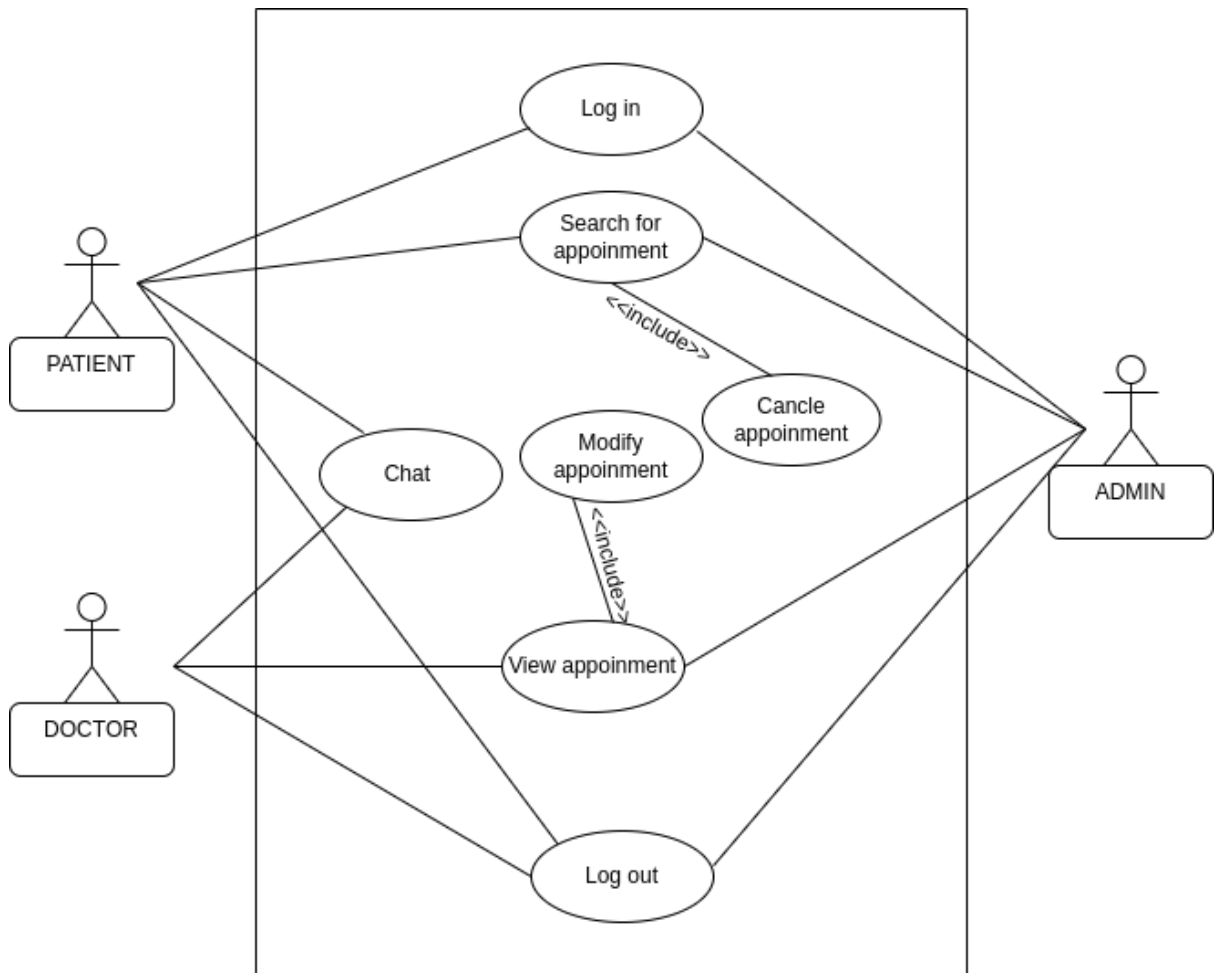 Log in
Search for
appoinment
<<include>>
PATIENT
Cancle
appoinment
Modify
appoinment
Chat
ADMIN
<<include>>
View appoinment
DOCTOR
Log out